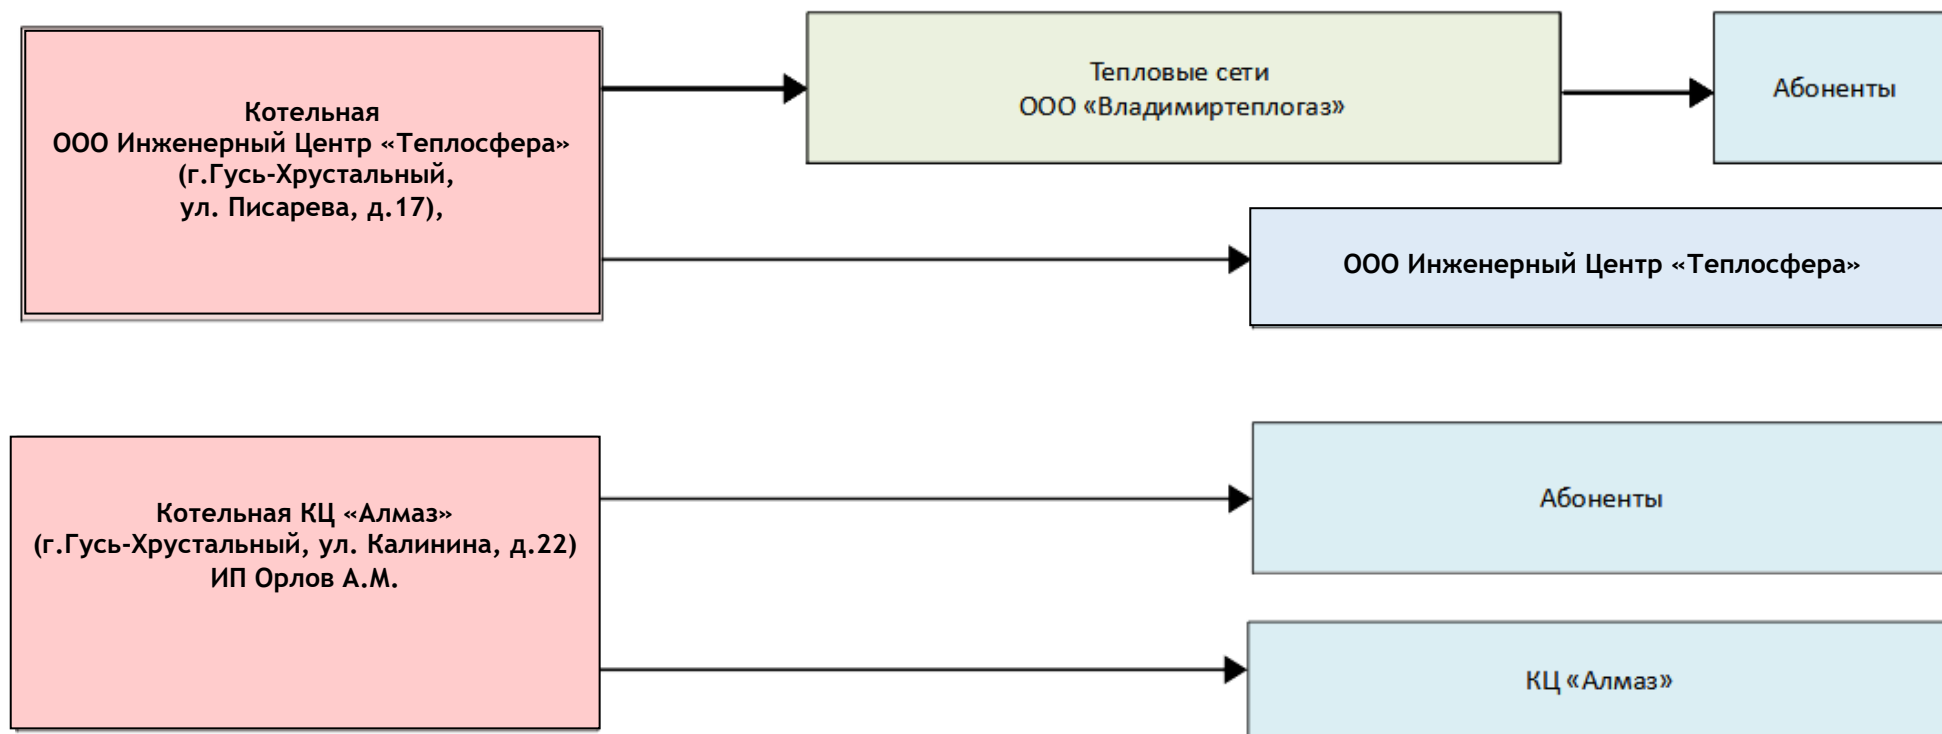 Котельная
ООО Инженерный Центр «Теплосфера»
(г.Гусь-Хрустальный,
ул. Писарева, д.17),
Тепловые сети
ООО «Владимиртеплогаз»
Абоненты
ООО Инженерный Центр «Теплосфера»
Котельная КЦ «Алмаз»
(г.Гусь-Хрустальный, ул. Калинина, д.22)
ИП Орлов А.М.
Абоненты
КЦ «Алмаз»